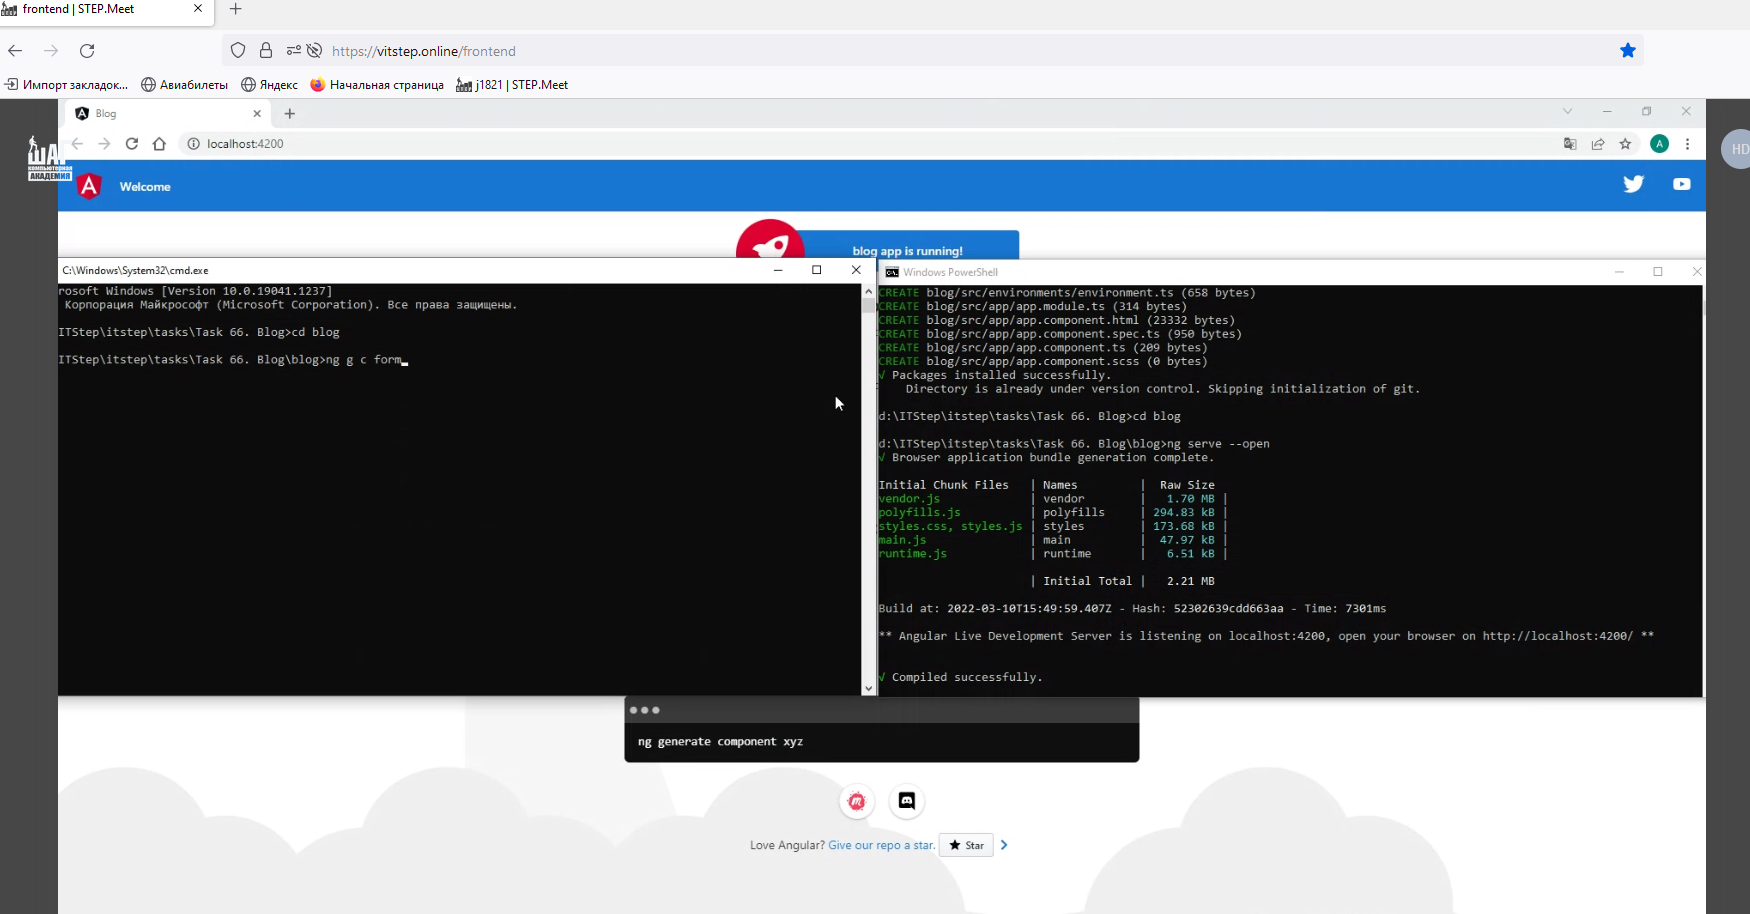 frontend | STEP.Meet
https://vitstep.online/frontend
Импорт закладок...
Авиабилеты
Яндекс
Начальная страница
j1821 | STEP.Meet
Blog
localhost:4200
ШАГ
КОМПЬЮТЕРНАЯ
АКАДЕМИЯ
HD
Welcome
blog app is running!
C:\Windows\System32\cmd.exe
rosoft Windows [Version 10.0.19041.1237]
Корпорация Майкрософт (Microsoft Corporation). Все права защищены.
ITStep\itstep\tasks\Task 66. Blog>cd blog
ITStep\itstep\tasks\Task 66. Blog\blog>ng g c form_
Windows PowerShell
CREATE blog/src/environments/environment.ts (658 bytes)
CREATE blog/src/app/app.module.ts (314 bytes)
CREATE blog/src/app/app.component.html (23332 bytes)
CREATE blog/src/app/app.component.spec.ts (950 bytes)
CREATE blog/src/app/app.component.ts (209 bytes)
CREATE blog/src/app/app.component.scss (0 bytes)
√ Packages installed successfully.
Directory is already under version control. Skipping initialization of git.
d:\ITStep\itstep\tasks\Task 66. Blog>cd blog
d:\ITStep\itstep\tasks\Task 66. Blog\blog>ng serve --open
√ Browser application bundle generation complete.
Initial Chunk Files | Names | Raw Size
vendor.js | vendor | 1.70 MB |
polyfills.js | polyfills | 294.83 kB |
styles.css, styles.js | styles | 173.68 kB |
main.js | main | 47.97 kB |
runtime.js | runtime | 6.51 kB |
| Initial Total | 2.21 MB
Build at: 2022-03-10T15:49:59.407Z - Hash: 52302639cdd663aa - Time: 7301ms
** Angular Live Development Server is listening on localhost:4200, open your browser on http://localhost:4200/ **
√ Compiled successfully.
ng generate component xyz
Love Angular? Give our repo a star. Star